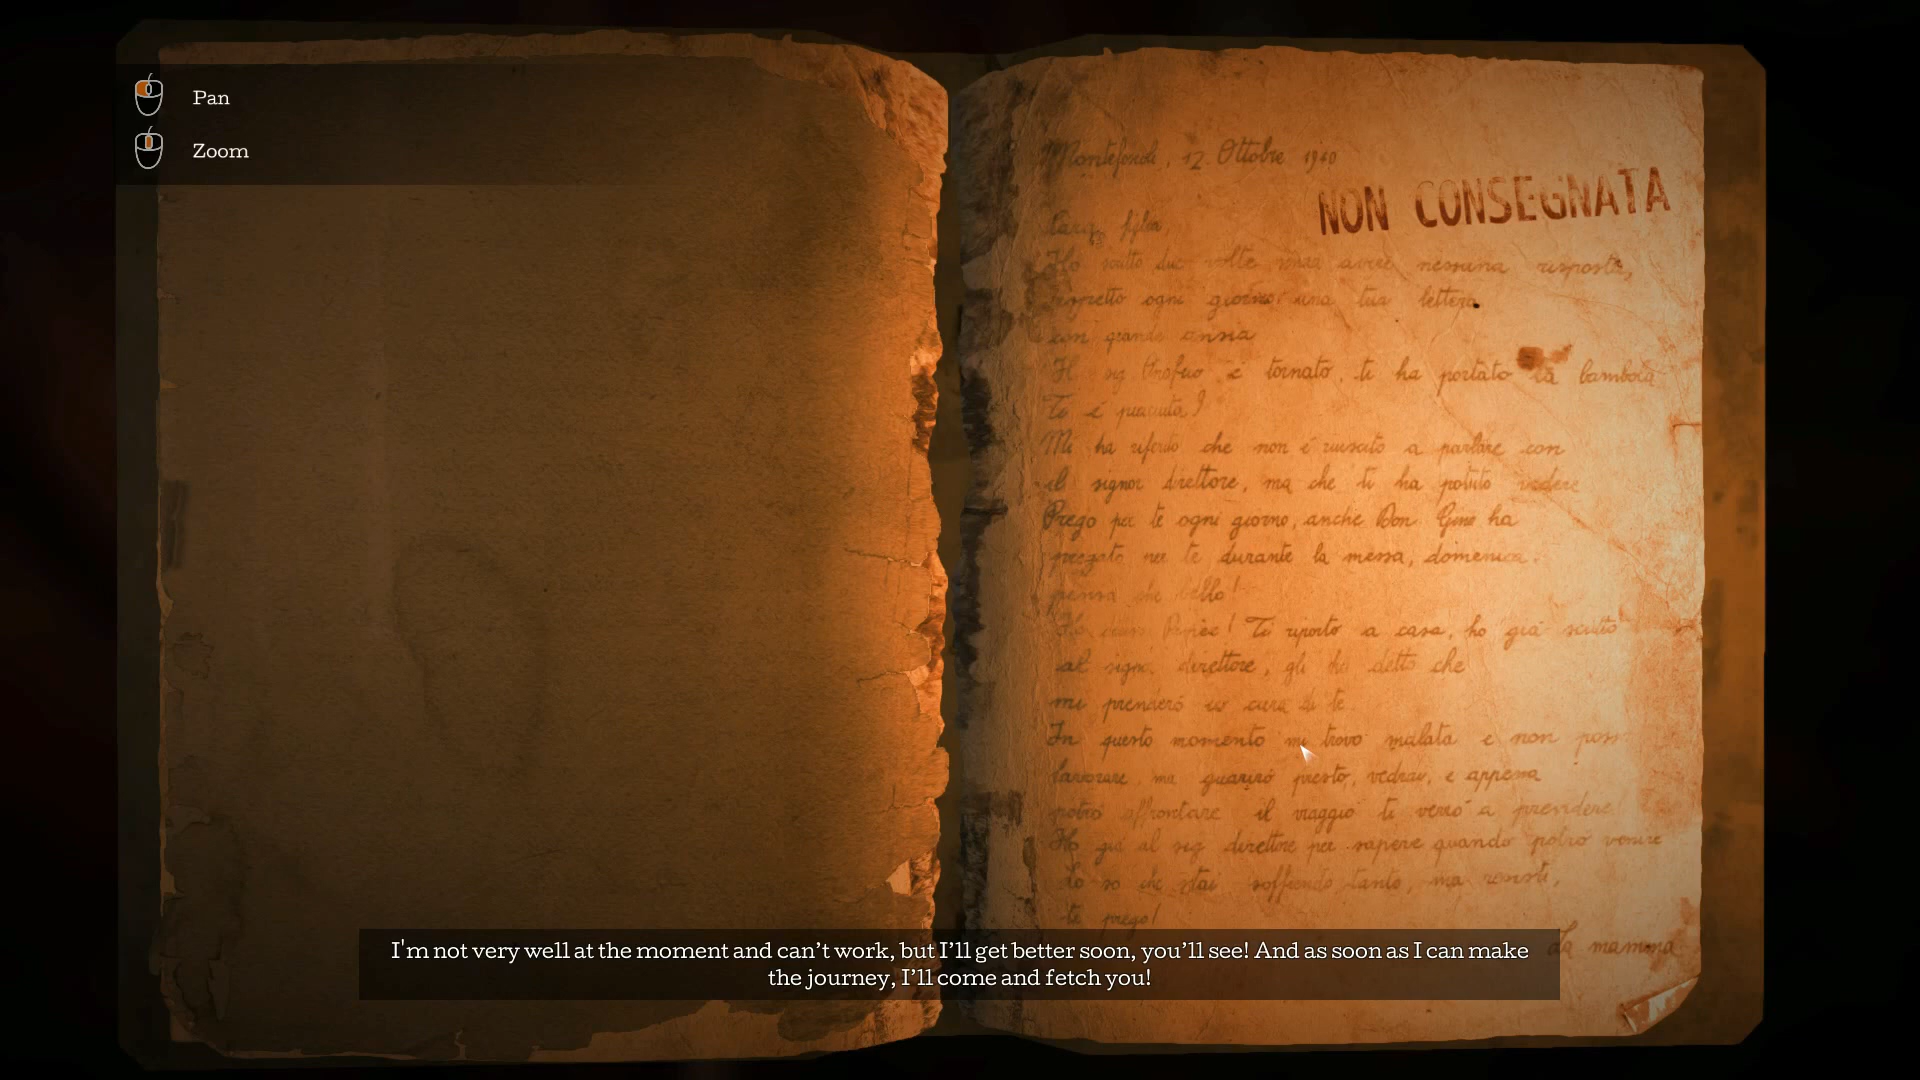 Pan
Zoom
12 Ottobre 1940
NON CONSEGNATA
Cara figlia,
Ho scritto due volte senza avere nessuna risposta,
aspetto ogni giorno una tua lettera
con grande ansia
Il sig è tornato, ti ha portato la bambola
Ti è piaciuta?
Mi ha riferito che non è riuscito a parlare con
il signor direttore, ma che ti ha potuto vedere
Prego per te ogni giorno, anche Don Gino ha
pregato per te durante la messa, domenica.
pensa che bello!
Ti riporto a casa, ho già scritto
al signor direttore, gli ho detto che
mi prenderò io cura di te
In questo momento mi trovo malata e non
lavorare ma guarirò presto, vedrai, e appena
potrò affrontare il viaggio ti verrò a prendere
Ho già al sig direttore per sapere quando potrò venire
Lo so che stai soffrendo tanto, ma resisti,
te prego!
La mamma
I'm not very well at the moment and can't work, but I'll get better soon, you'll see! And as soon as I can make
the journey, I'll come and fetch you!